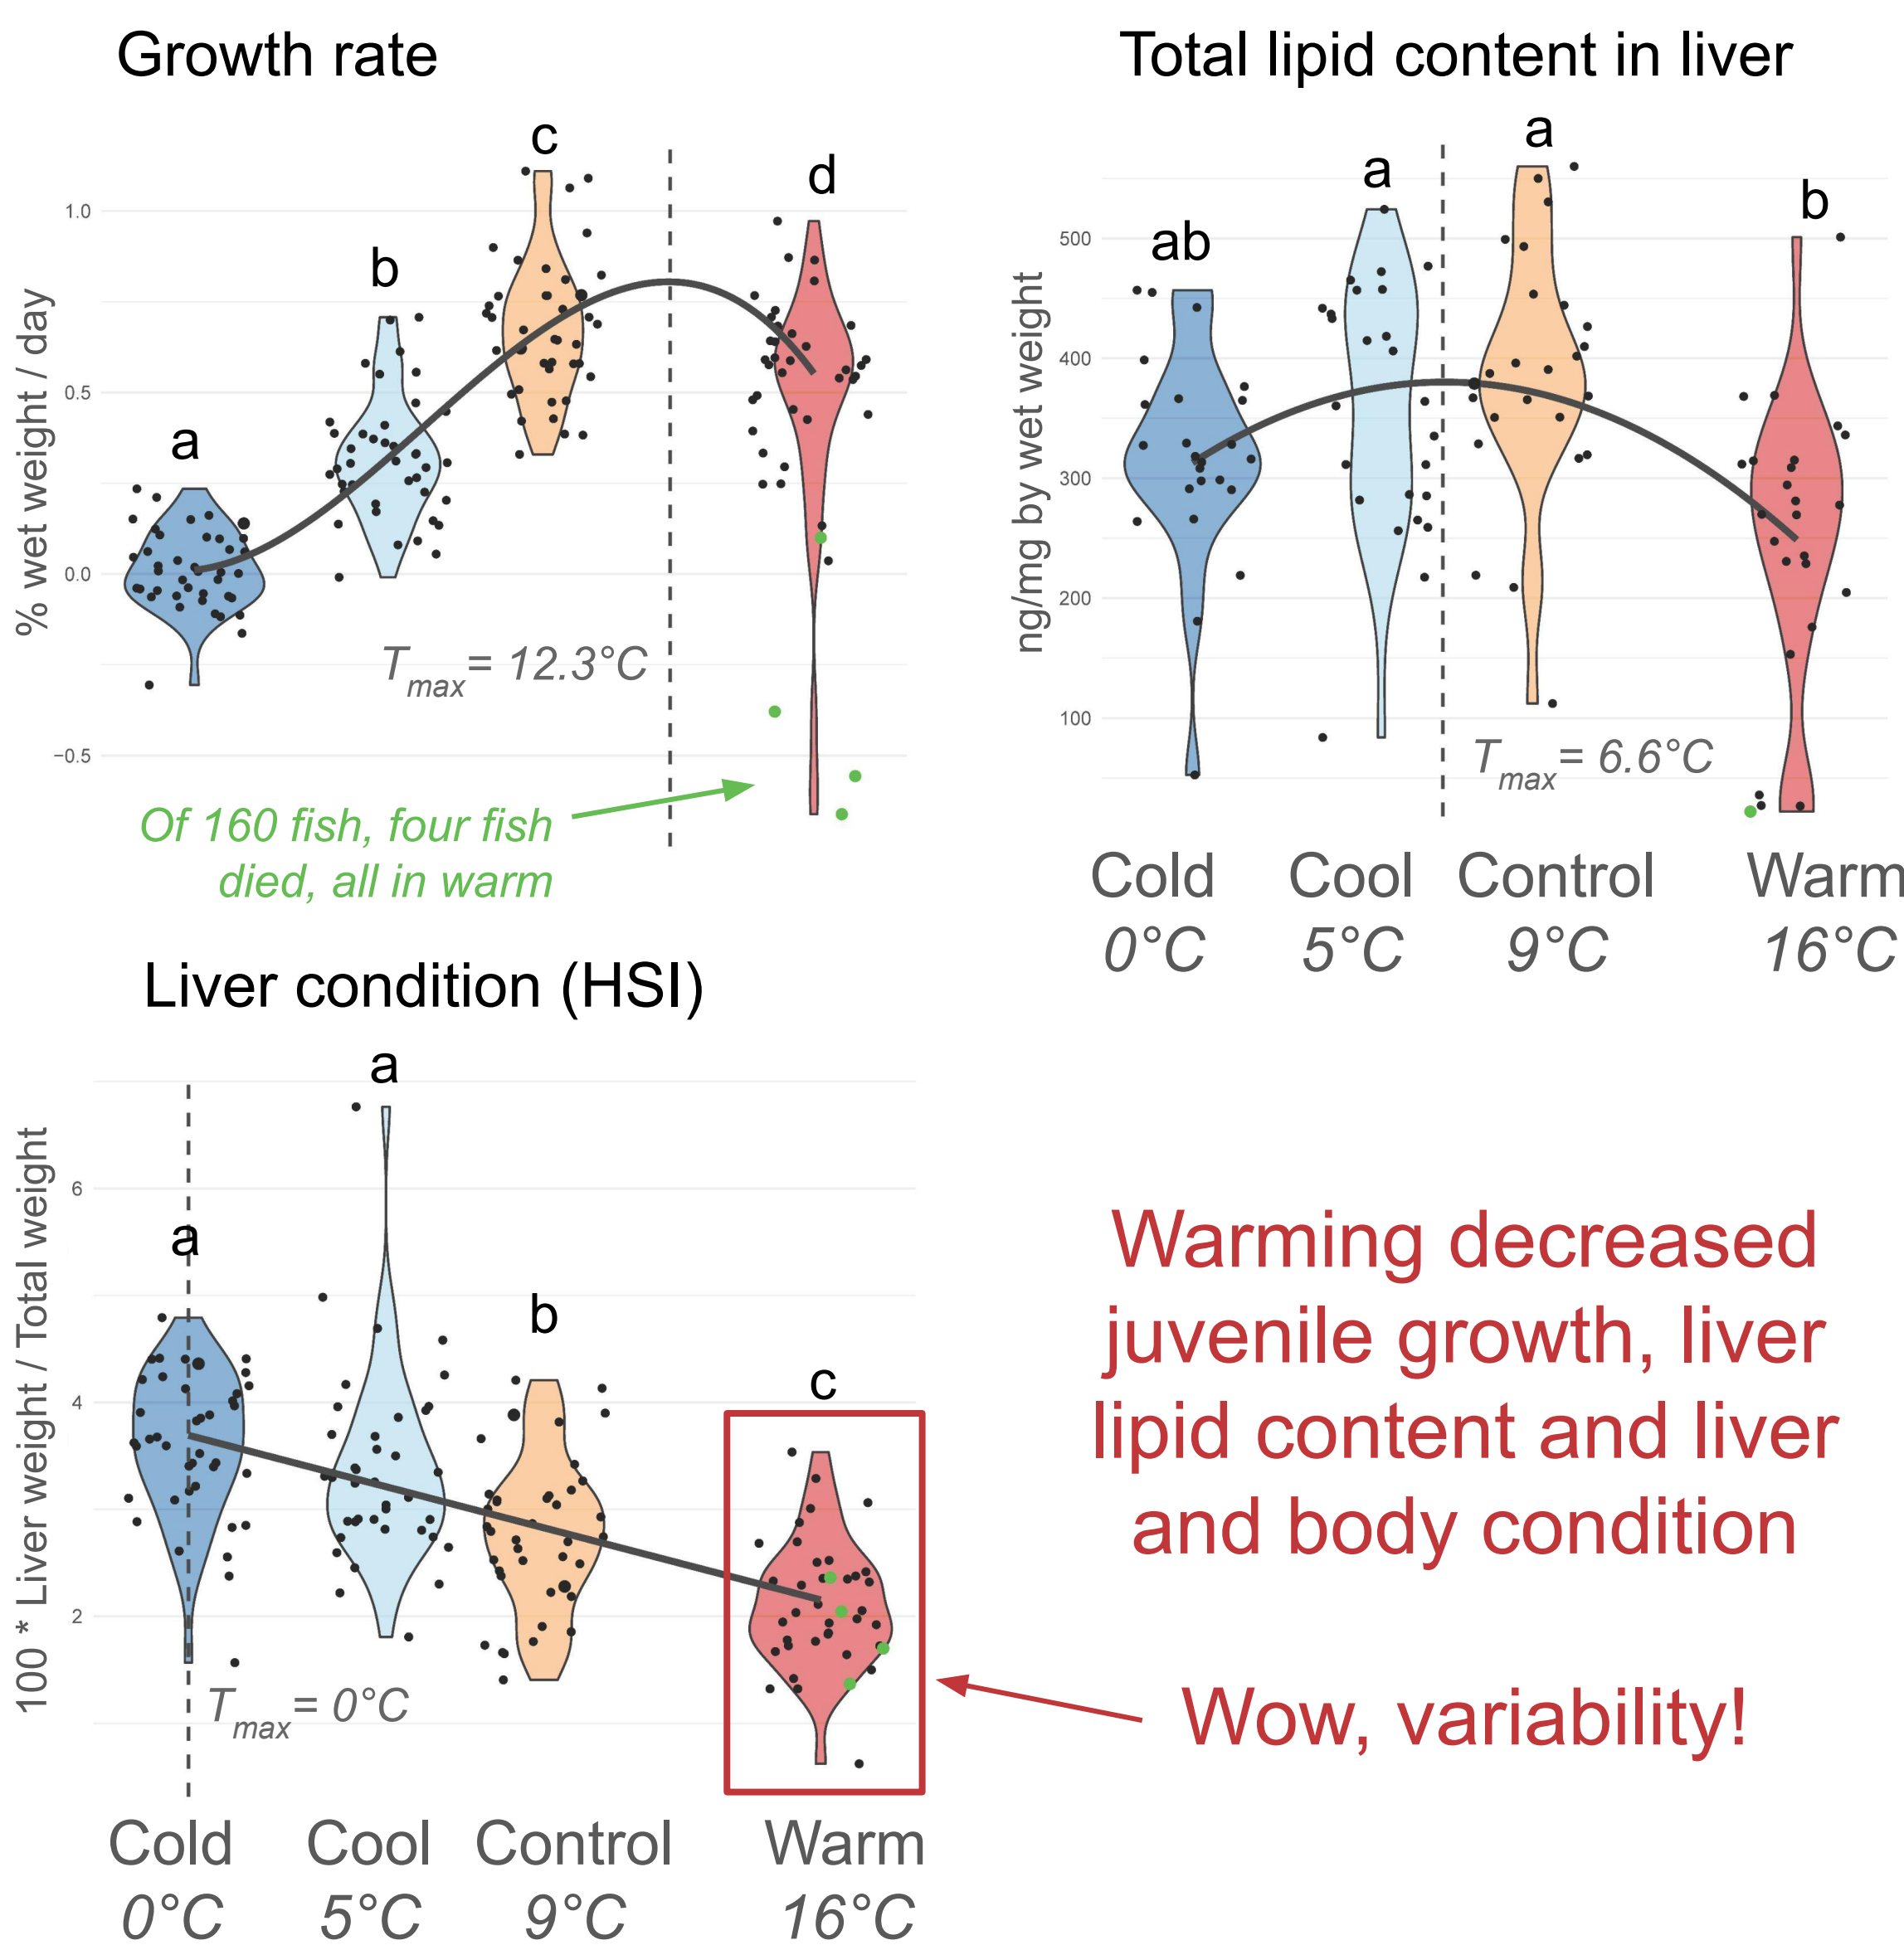 Growth rate
% wet weight / day
1.0
0.5
0.0
−0.5
a
b
c
d
Tmax= 12.3°C
Of 160 fish, four fish
died, all in warm
Total lipid content in liver
ng/mg by wet weight
500
400
300
200
100
ab
a
a
b
Tmax= 6.6°C
Cold Cool Control Warm
0°C 5°C 9°C 16°C
Liver condition (HSI)
100 * Liver weight / Total weight
6
4
2
a
a
b
c
Tmax= 0°C
Cold Cool Control Warm
0°C 5°C 9°C 16°C
Warming decreased
juvenile growth, liver
lipid content and liver
and body condition
Wow, variability!